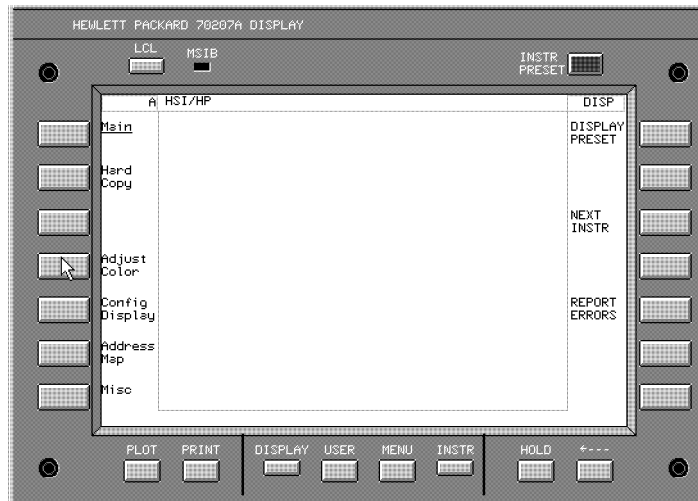 HEWLETT PACKARD 70207A DISPLAY
LCL
MSIB
INSTR
PRESET
A HSI/HP
DISP
Main
DISPLAY
PRESET
Hard
Copy
NEXT
INSTR
Adjust
Color
Config
Display
REPORT
ERRORS
Address
Map
Misc
PLOT PRINT DISPLAY USER MENU INSTR HOLD ←---